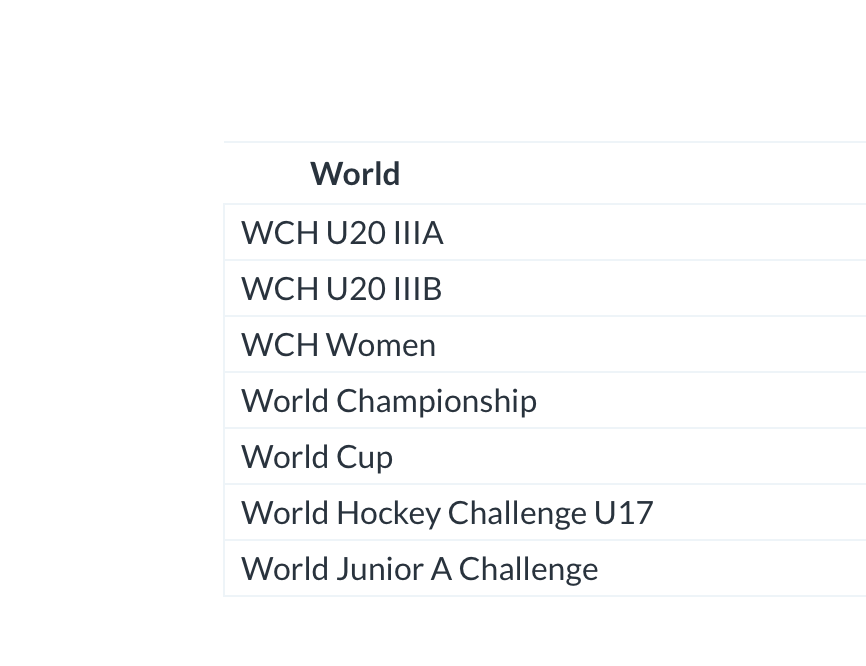 World
WCH U20 IIIA
WCH U20 IIIB
WCH Women
World Championship
World Cup
World Hockey Challenge U17
World Junior A Challenge